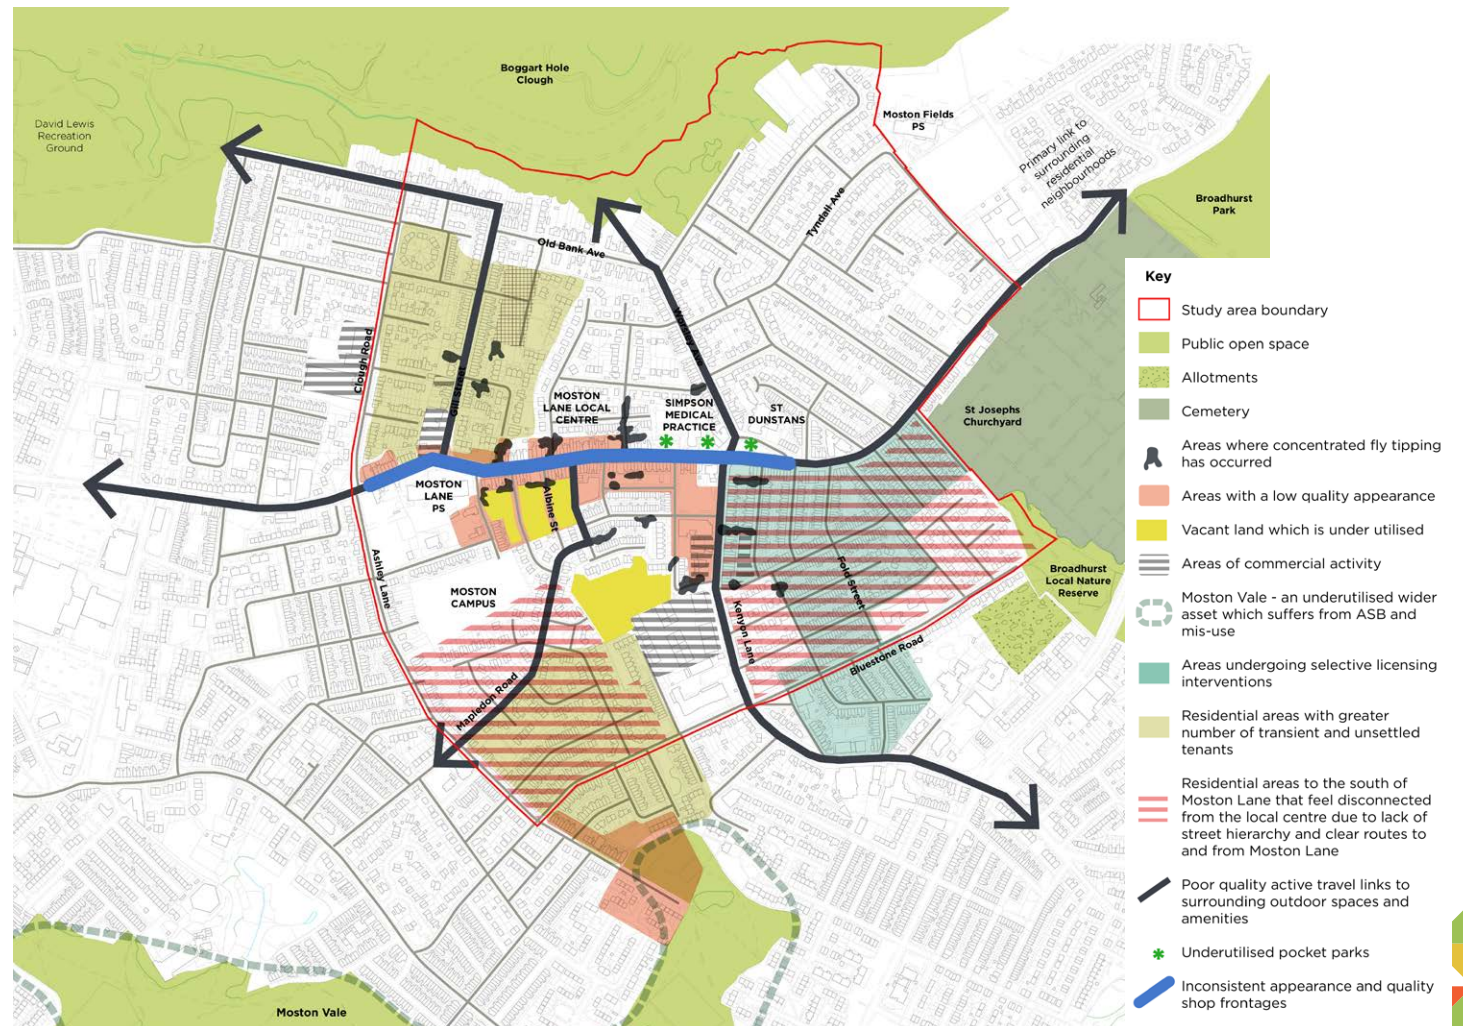 Boggart Hole
Clough
David Lewis
Recreation
Ground
Moston Fields
PS
Primary link to
surrounding
residential
neighbourhoods
Broadhurst
Park
Tyndall Ave
Old Bank Ave
Worsley Ave
Clough Road
Gill Street
MOSTON
LANE LOCAL
CENTRE
SIMPSON
MEDICAL
PRACTICE
ST
DUNSTANS
St Josephs
Churchyard
MOSTON
LANE
PS
Albine St
Ashley Lane
MOSTON
CAMPUS
Fold Street
Kenyon Lane
Broadhurst
Local Nature
Reserve
Bluestone Road
Mapledon Road
Moston Vale
Key
Study area boundary
Public open space
Allotments
Cemetery
Areas where concentrated fly tipping
has occurred
Areas with a low quality appearance
Vacant land which is under utilised
Areas of commercial activity
Moston Vale - an underutilised wider
asset which suffers from ASB and
mis-use
Areas undergoing selective licensing
interventions
Residential areas with greater
number of transient and unsettled
tenants
Residential areas to the south of
Moston Lane that feel disconnected
from the local centre due to lack of
street hierarchy and clear routes to
and from Moston Lane
Poor quality active travel links to
surrounding outdoor spaces and
amenities
Underutilised pocket parks
Inconsistent appearance and quality
shop frontages